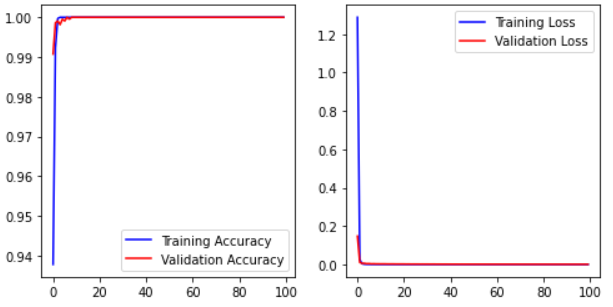 1.00
0.99
0.98
0.97
0.96
0.95
0.94
0 20 40 60 80 100
Training Accuracy
Validation Accuracy
1.2
1.0
0.8
0.6
0.4
0.2
0.0
0 20 40 60 80 100
Training Loss
Validation Loss